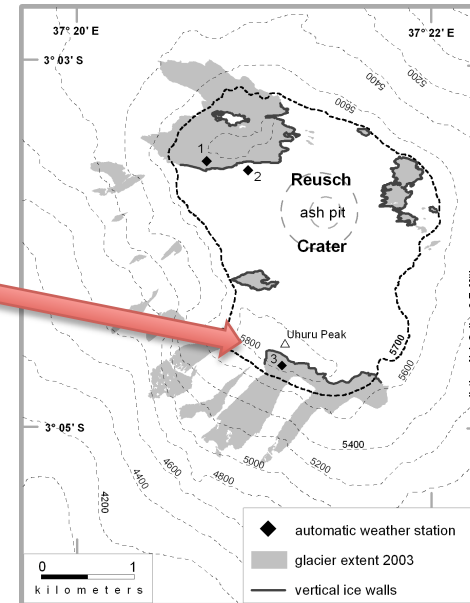 37° 20' E
37° 22' E
3° 03' S
5400
5200
5600
1
2
Reusch
ash pit
Crater
Uhuru Peak
5800
5700
3
5600
3° 05' S
5400
5200
5000
4800
4600
4400
4200
automatic weather station
glacier extent 2003
vertical ice walls
0 1
kilometers